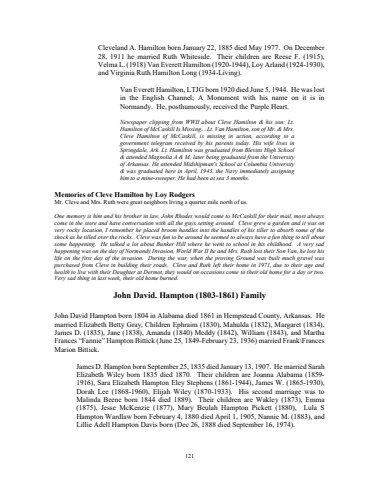 Cleveland A. Hamilton born January 22, 1885 died May 1977. On December
28, 1911 he married Ruth Whiteside. Their children are Reese F. (1915),
Velma L. (1918) Van Everett Hamilton (1920-1944), Loy Arland (1924-1930),
and Virginia Ruth Hamilton Long (1934-Living).
Van Everett Hamilton, LTJG born 1920 died June 5, 1944. He was lost
in the English Channel; A Monument with his name on it is in
Normandy. He, posthumously, received the Purple Heart.
Newspaper clipping from WWII about Cleve Hamilton & his son: Lt.
Hamilton of McCaskill Is Missing…Lt. Van Hamilton, son of Mr. & Mrs.
Cleve Hamilton of McCaskill, is missing in action, according to a
government telegram received by his parents today. His wife lives in
Springdale, Ark. Lt. Hamilton was graduated from Blevins High School
& attended Magnolia A & M, later being graduated from the University
of Arkansas. He attended Midshipman's School at Columbia University
& was graduated here in April, 1943, the Navy immediately assigning
him to a mine-sweeper. He had been at sea 3 months.
Memories of Cleve Hamilton by Loy Rodgers
Mr. Cleve and Mrs. Ruth were great neighbors living a quarter mile north of us.
One memory is him and his brother in law, John Rhodes would come to McCaskill for their mail, most always
come in the store and have conversation with all the guys setting around. Cleve grew a garden and it was on
very rocky location, I remember he placed broom handles into the handles of his tiller to absorb some of the
shock as he tilled over the rocks. Cleve was fun to be around he seemed to always have a fun thing to tell about
some happening. He talked a lot about Bunker Hill where he went to school in his childhood. A very sad
happening was on the day of Normandy Invasion, World War II he and Mrs. Ruth lost their Son Van, he lost his
life on the first day of the invasion. During the war, when the proving Ground was built much gravel was
purchased from Cleve in building their roads. Cleve and Ruth left their home in 1971, due to their age and
health to live with their Daughter at Dermot, they would on occasions come to their old home for a day or two.
Very sad thing in last week, their old home burned.
John David. Hampton (1803-1861) Family
John David Hampton born 1804 in Alabama died 1861 in Hempstead County, Arkansas. He
married Elizabeth Betty Gray, Children Ephraim (1830), Mahulda (1832), Margaret (1834),
James D. (1835), Jane (1838), Amanda (1840) Meddy (1842), William (1843), and Martha
Frances "Fannie" Hampton Bittick (June 25, 1849-February 23, 1936) married Frank\Frances
Marion Bittick.
James D. Hampton born September 25, 1835 died January 13, 1907. He married Sarah
Elizabeth Wiley born 1835 died 1870. Their children are Joanna Alabama (1859-
1916), Sara Elizabeth Hampton Eley Stephens (1861-1944), James W. (1865-1930),
Dorah Lee (1868-1960), Elijah Wiley (1870-1933). His second marriage was to
Malinda Beene born 1844 died 1889). Their children are Wakley (1873), Emma
(1875), Jesse McKenzie (1877), Mary Beulah Hampton Pickett (1880), Lula S
Hampton Wardlaw born February 4, 1880 died April 1, 1905, Nannie M. (1883), and
Lillie Adell Hampton Davis born (Dec 26, 1888 died September 16, 1974).
121